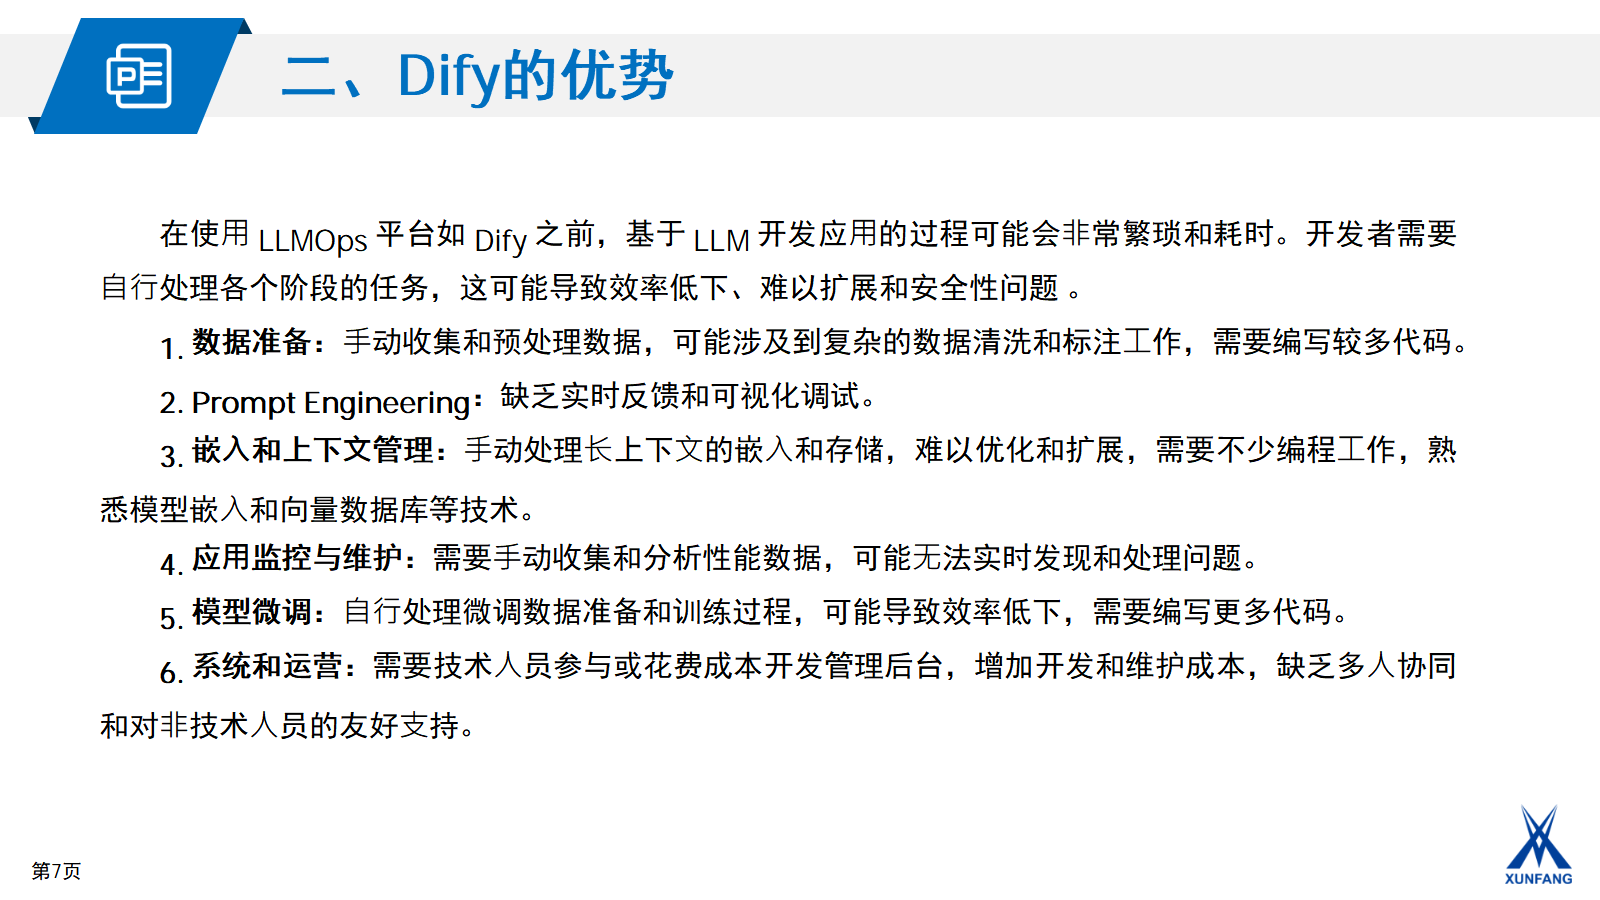 二、Dify的优势
在使用 LLMOps 平台如 Dify 之前，基于 LLM 开发应用的过程可能会非常繁琐和耗时。开发者需要
自行处理各个阶段的任务，这可能导致效率低下、难以扩展和安全性问题 。
1. 数据准备：手动收集和预处理数据，可能涉及到复杂的数据清洗和标注工作，需要编写较多代码。
2. Prompt Engineering：缺乏实时反馈和可视化调试。
3. 嵌入和上下文管理：手动处理长上下文的嵌入和存储，难以优化和扩展，需要不少编程工作，熟
悉模型嵌入和向量数据库等技术。
4. 应用监控与维护：需要手动收集和分析性能数据，可能无法实时发现和处理问题。
5. 模型微调：自行处理微调数据准备和训练过程，可能导致效率低下，需要编写更多代码。
6. 系统和运营：需要技术人员参与或花费成本开发管理后台，增加开发和维护成本，缺乏多人协同
和对非技术人员的友好支持。
第7页
XUNFANG